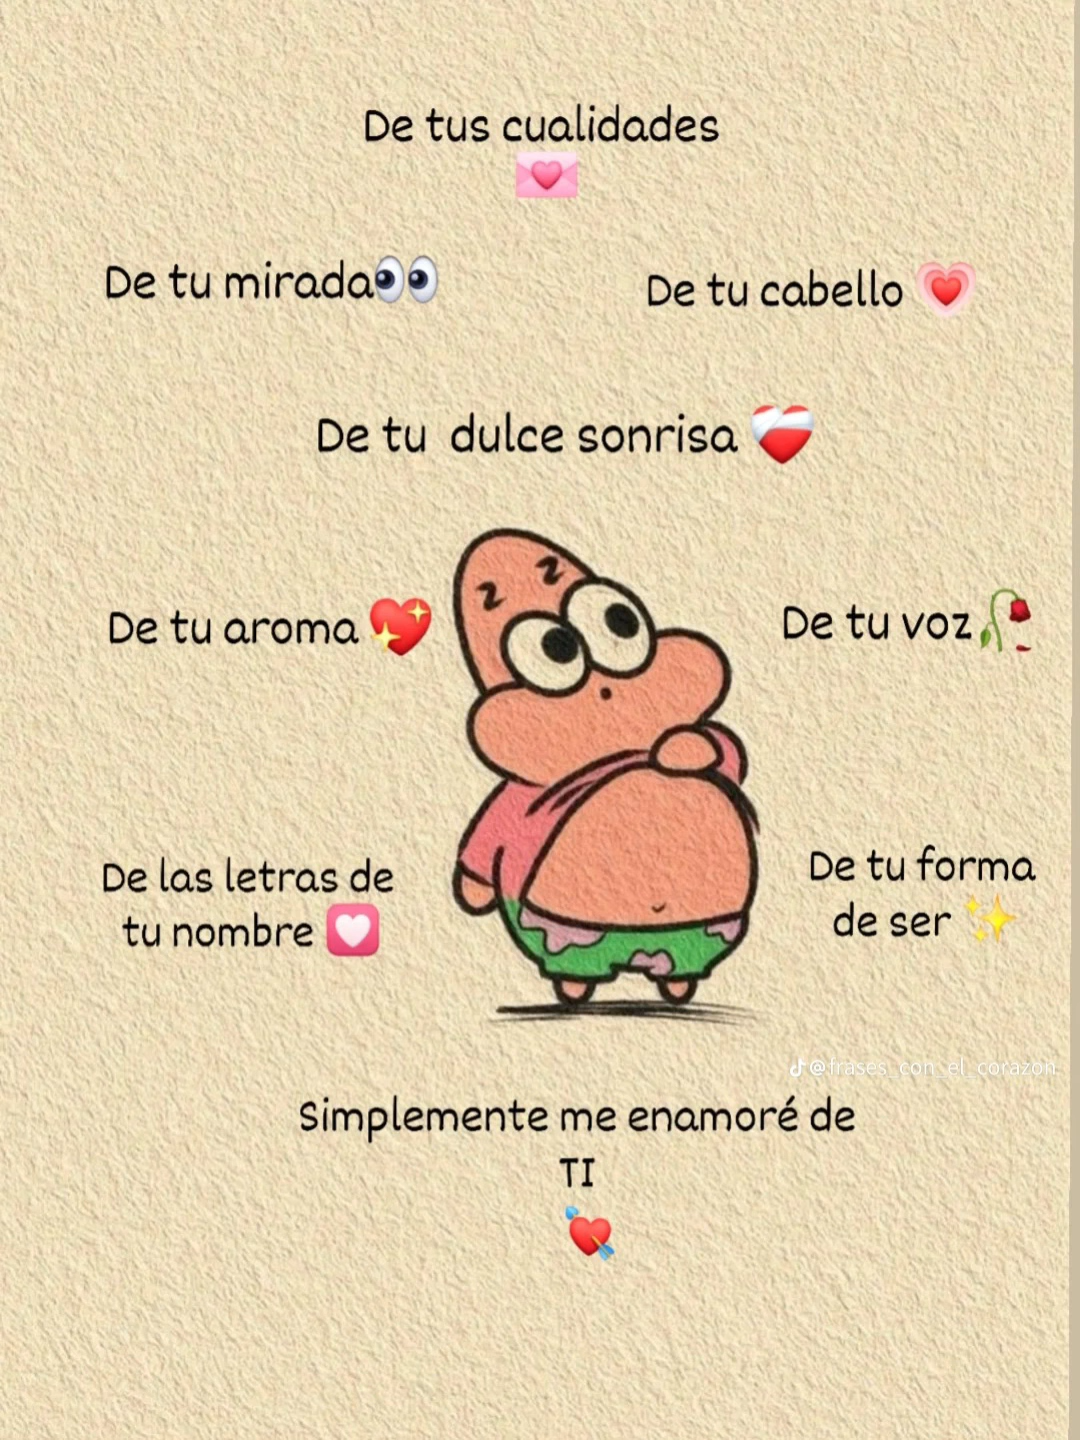 De tus cualidades
💌
De tu mirada👀
De tu cabello 💗
De tu  dulce sonrisa ❤️‍🩹
De tu aroma 💖
De tu voz🥀
De las letras de
tu nombre 💟
De tu forma
de ser ✨
@frases_con_el_corazon
Simplemente me enamoré de
TI
💘